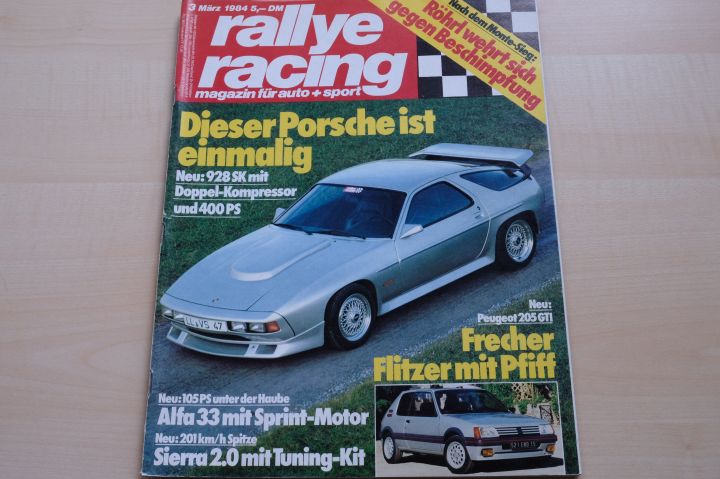 3 März 1984 5,– DM
rallye
racing
magazin für auto + sport
Nach dem Monte-Sieg:
Röhrl wehrt sich
gegen Beschimpfung
Dieser Porsche ist
einmalig
Neu: 928 SK mit
Doppel-Kompressor
und 400 PS
LL-VS 47
Neu:
Peugeot 205 GTI
Frecher
Flitzer mit Pfiff
Neu: 105 PS unter der Haube
Alfa 33 mit Sprint-Motor
Neu: 201 km/h Spitze
Sierra 2.0 mit Tuning-Kit